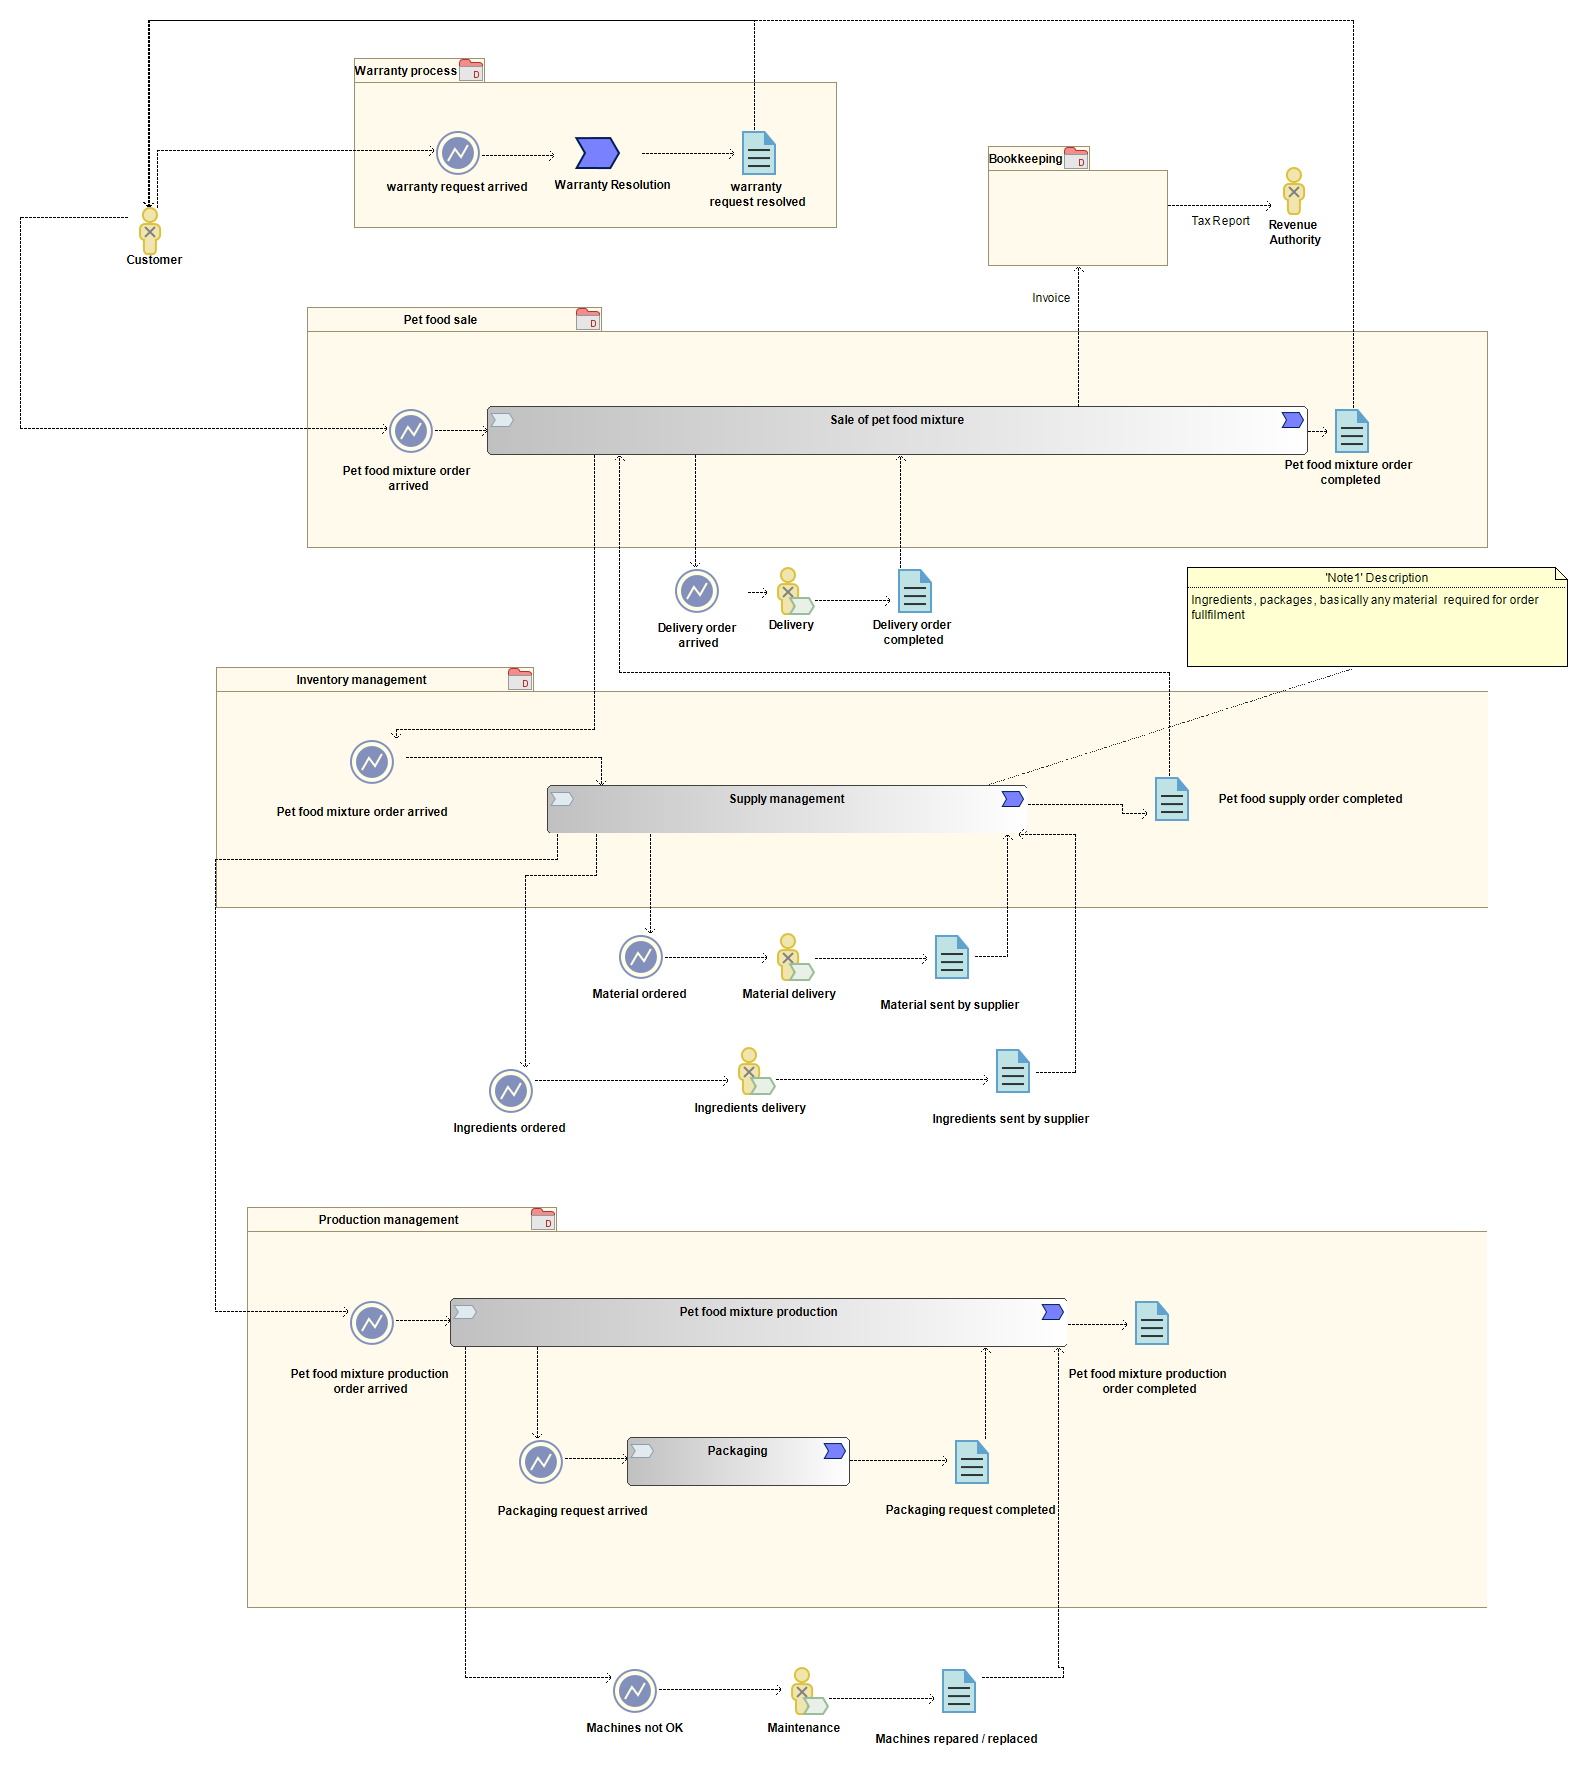 Warranty process
D
warranty request arrived
Warranty Resolution
warranty
request resolved
Bookkeeping
D
Tax Report
Revenue
Authority
Customer
Invoice
Pet food sale
D
Sale of pet food mixture
Pet food mixture order
arrived
Pet food mixture order
completed
Delivery order
arrived
Delivery
Delivery order
completed
'Note1' Description
Ingredients, packages, basically any material  required for order
fullfilment
Inventory management
D
Pet food mixture order arrived
Supply management
Pet food supply order completed
Material ordered
Material delivery
Material sent by supplier
Ingredients ordered
Ingredients delivery
Ingredients sent by supplier
Production management
D
Pet food mixture production
Pet food mixture production
order arrived
Pet food mixture production
order completed
Packaging
Packaging request arrived
Packaging request completed
Machines not OK
Maintenance
Machines repared / replaced